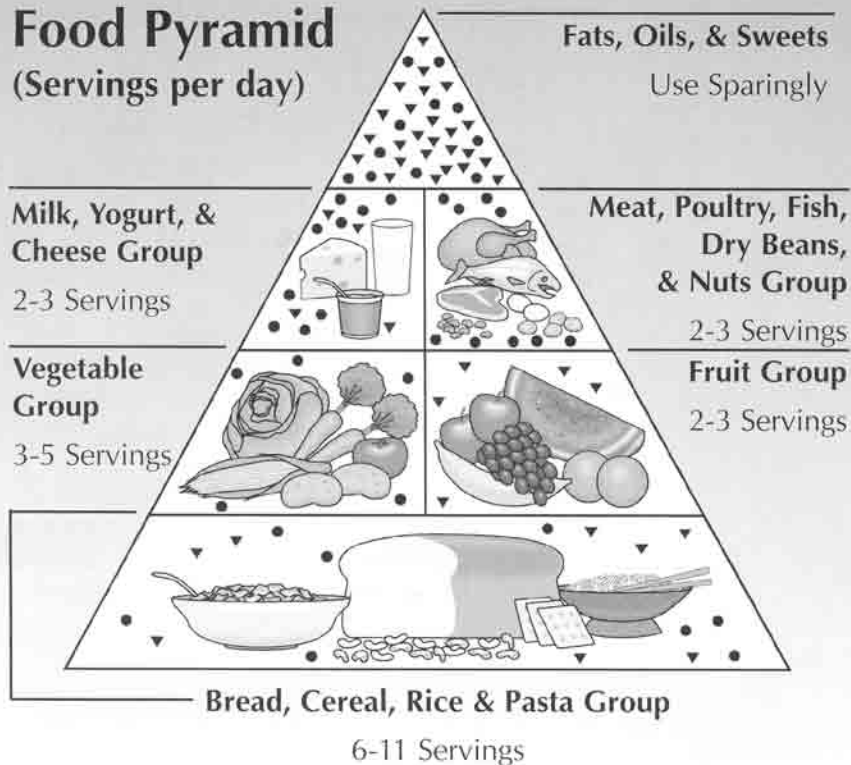 Food Pyramid
(Servings per day)
Fats, Oils, & Sweets
Use Sparingly
Milk, Yogurt, &
Cheese Group
2-3 Servings
Meat, Poultry, Fish,
Dry Beans,
& Nuts Group
2-3 Servings
Vegetable
Group
3-5 Servings
Fruit Group
2-3 Servings
Bread, Cereal, Rice & Pasta Group
6-11 Servings